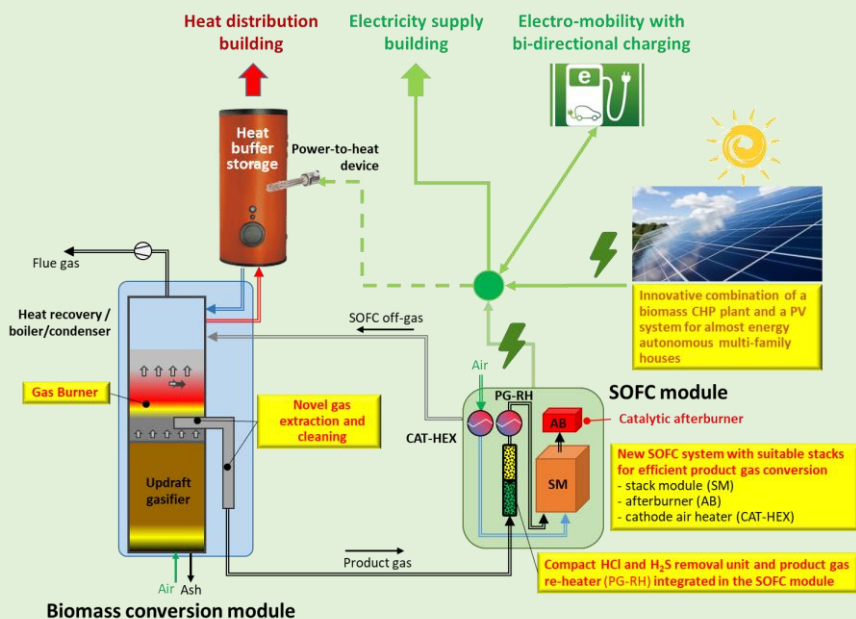 Heat distribution
building
Electricity supply
building
Electro-mobility with
bi-directional charging
e
Heat
buffer
storage
Power-to-heat
device
Flue gas
Heat recovery /
boiler/condenser
SOFC off-gas
Innovative combination of a
biomass CHP plant and a PV
system for almost energy
autonomous multi-family
houses
Gas Burner
Novel gas
extraction and
cleaning
Air
PG-RH
SOFC module
CAT-HEX
AB
Catalytic afterburner
SM
New SOFC system with suitable stacks
for efficient product gas conversion
- stack module (SM)
- afterburner (AB)
- cathode air heater (CAT-HEX)
Updraft
gasifier
Product gas
Compact HCl and H₂S removal unit and product gas
re-heater (PG-RH) integrated in the SOFC module
Air
Ash
Biomass conversion module